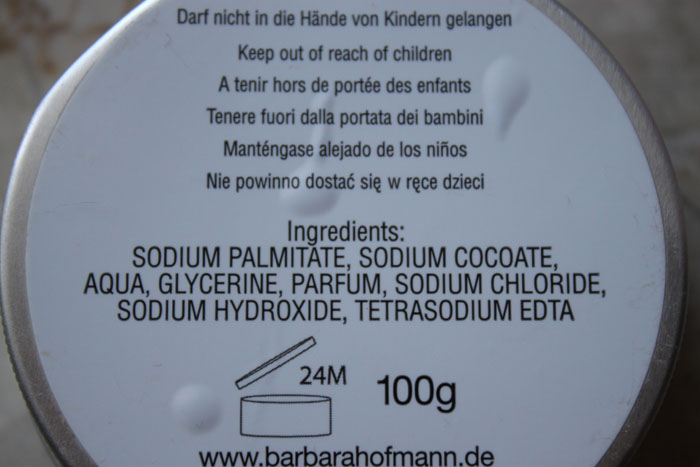 Darf nicht in die Hände von Kindern gelangen
Keep out of reach of children
A tenir hors de portée des enfants
Tenere fuori dalla portata dei bambini
Manténgase alejado de los niños
Nie powinno dostać się w ręce dzieci
Ingredients:
SODIUM PALMITATE, SODIUM COCOATE,
AQUA, GLYCERINE, PARFUM, SODIUM CHLORIDE,
SODIUM HYDROXIDE, TETRASODIUM EDTA
24M
100g
www.barbarahofmann.de